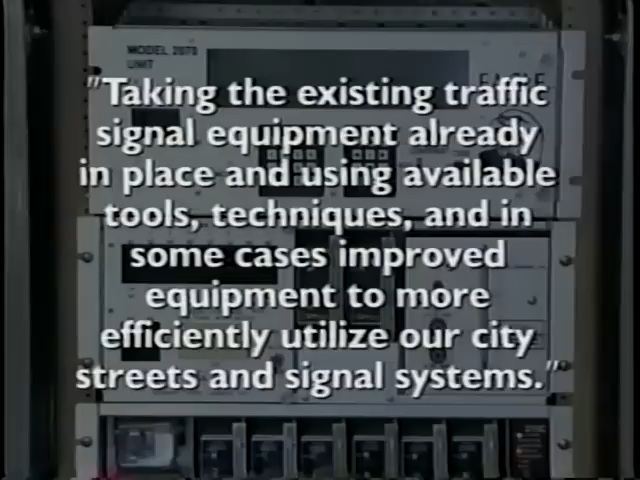 MODEL 2070
UNIT
EAGLE
"Taking the existing traffic
signal equipment already
in place and using available
tools, techniques, and in
some cases improved
equipment to more
efficiently utilize our city
streets and signal systems."